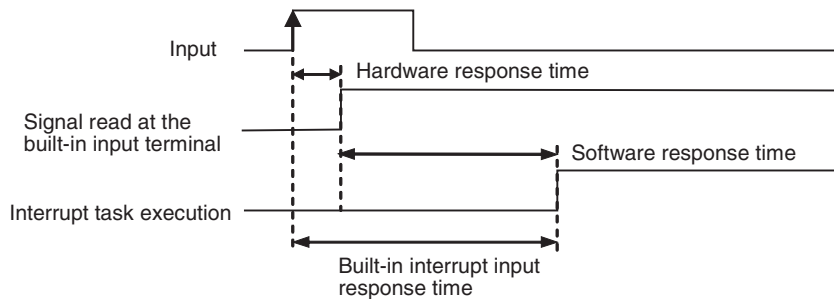 Input
Hardware response time
Signal read at the
built-in input terminal
Software response time
Interrupt task execution
Built-in interrupt input
response time